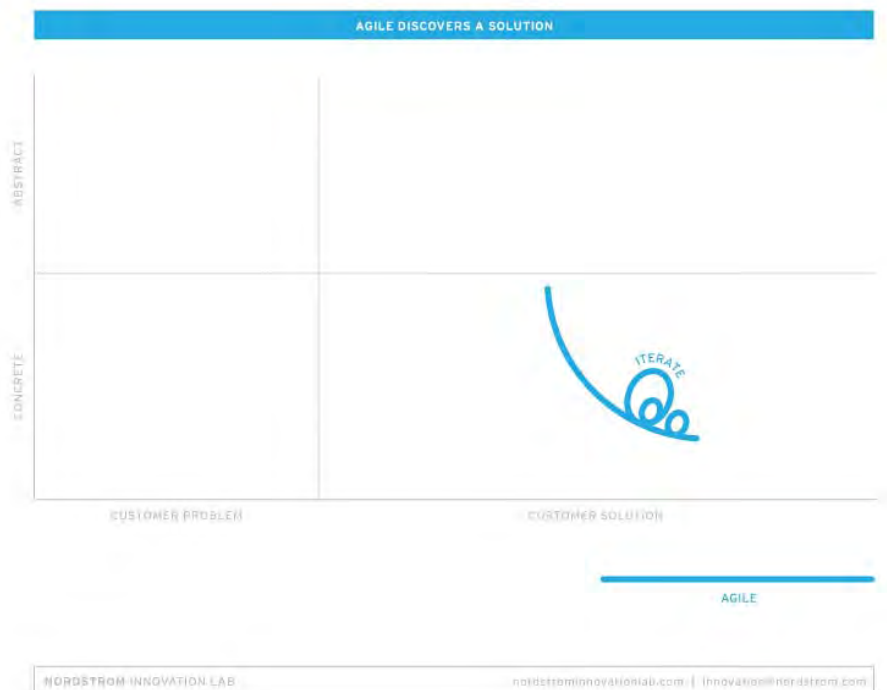 AGILE DISCOVERS A SOLUTION
ABSTRACT
CONCRETE
ITERATE
CUSTOMER PROBLEM
CUSTOMER SOLUTION
AGILE
NORDSTROM INNOVATION LAB
nordstrominnovationlab.com | innovation@nordstrom.com